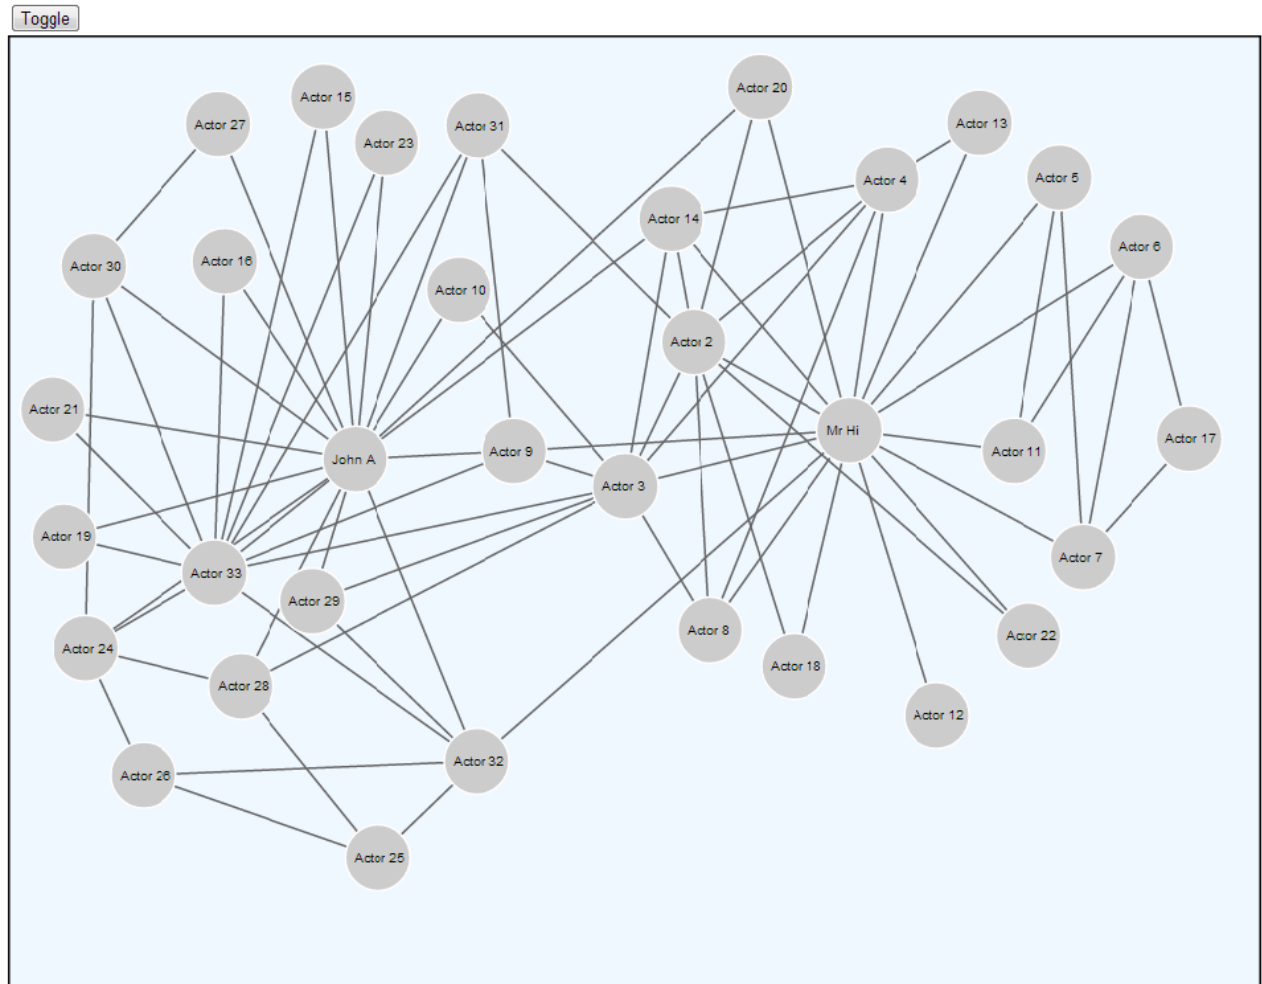 Toggle
Actor 20
Actor 15
Actor 27
Actor 31
Actor 13
Actor 23
Actor 5
Actor 4
Actor 14
Actor 6
Actor 16
Actor 30
Actor 10
Actor 2
Actor 21
Mr Hi
Actor 17
Actor 9
Actor 11
John A
Actor 3
Actor 19
Actor 7
Actor 33
Actor 29
Actor 8
Actor 22
Actor 24
Actor 18
Actor 28
Actor 12
Actor 32
Actor 26
Actor 25